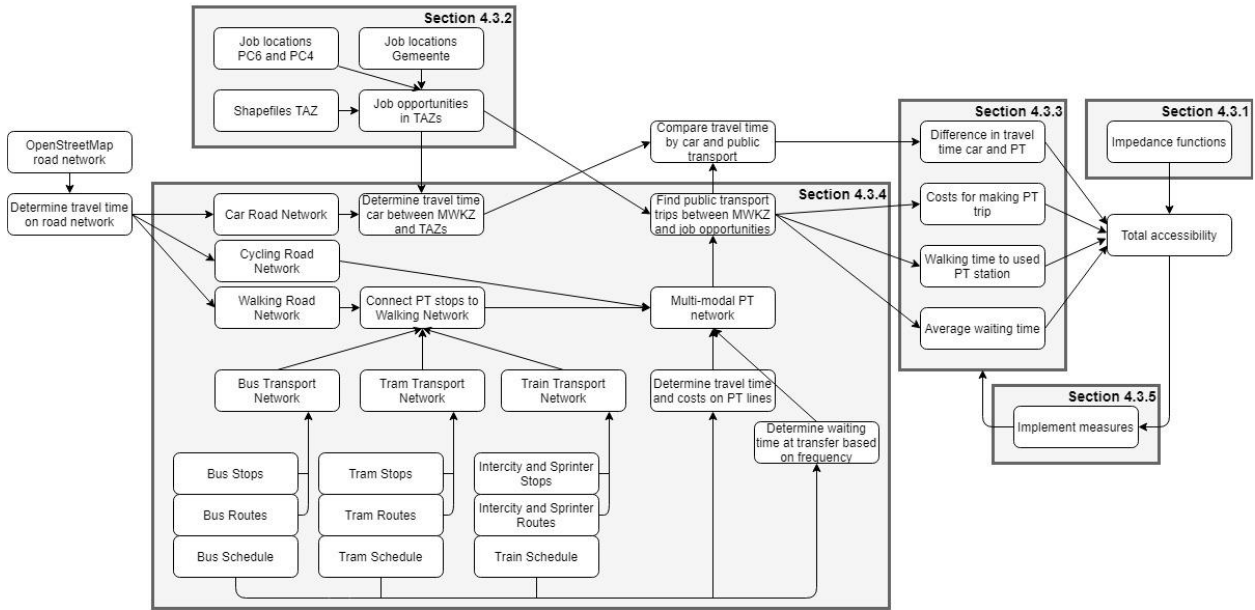 Section 4.3.2
Job locations
PC6 and PC4
Job locations
Gemeente
Shapefiles TAZ
Job opportunities
in TAZs
OpenStreetMap
road network
Determine travel time
on road network
Compare travel time
by car and public
transport
Section 4.3.3
Difference in travel
time car and PT
Costs for making PT
trip
Walking time to used
PT station
Average waiting time
Section 4.3.1
Impedance functions
Total accessibility
Section 4.3.4
Car Road Network
Determine travel time
car between MWKZ
and TAZs
Find public transport
trips between MWKZ
and job opportunities
Cycling Road
Network
Walking Road
Network
Connect PT stops to
Walking Network
Multi-modal PT
network
Bus Transport
Network
Tram Transport
Network
Train Transport
Network
Determine travel time
and costs on PT lines
Determine waiting
time at transfer based
on frequency
Section 4.3.5
Implement measures
Bus Stops
Bus Routes
Bus Schedule
Tram Stops
Tram Routes
Tram Schedule
Intercity and Sprinter
Stops
Intercity and Sprinter
Routes
Train Schedule